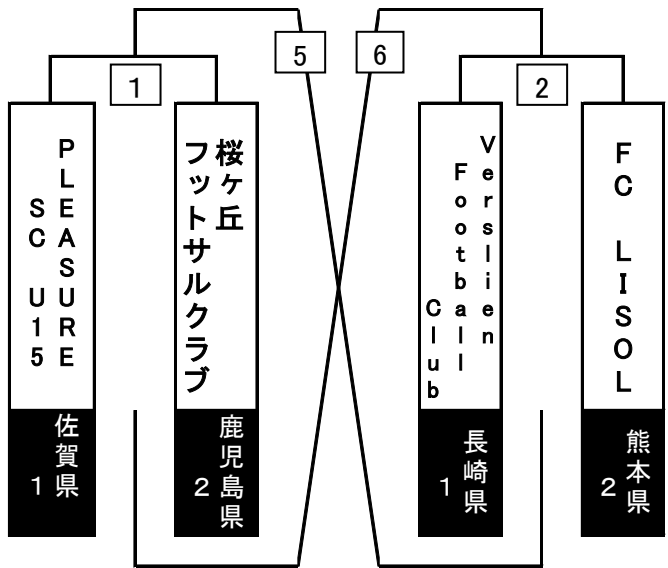 5
6
1
2
PLEASURE
SC U15
佐賀県
1
桜ヶ丘
フットサルクラブ
鹿児島県
2
Verslien
Football
Club
長崎県
1
FC LISOL
熊本県
2